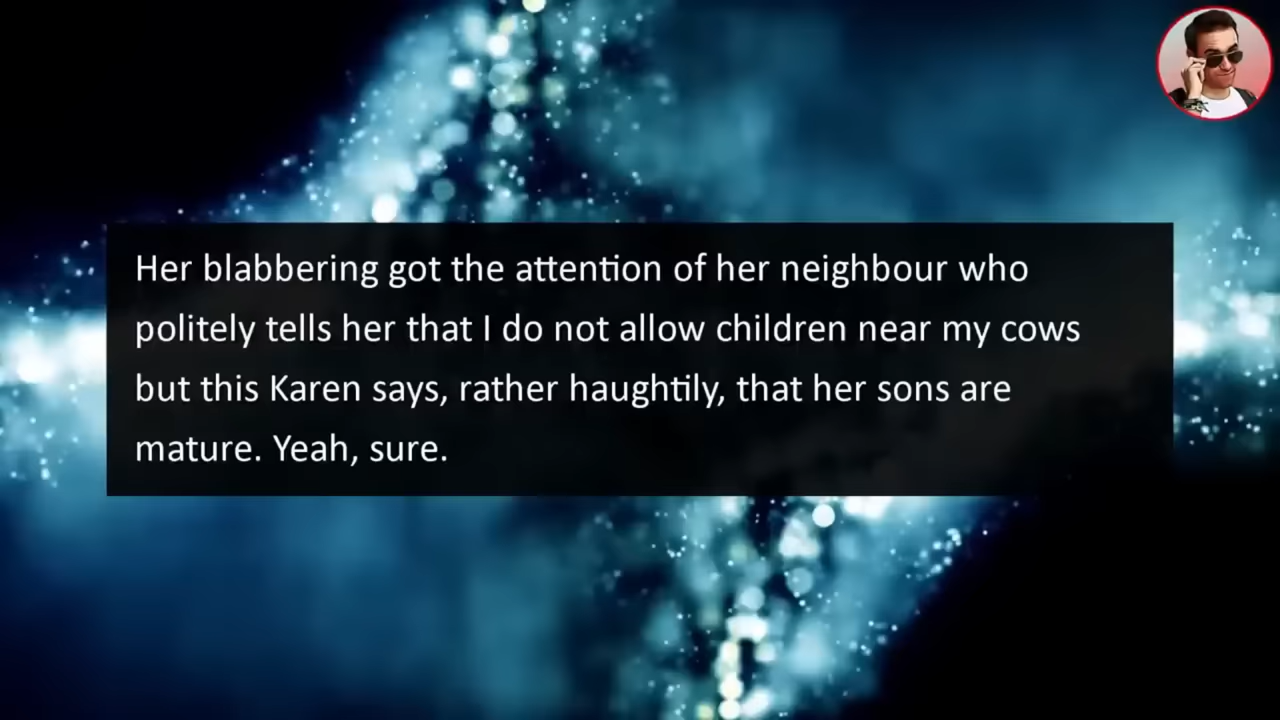 Her blabbering got the attention of her neighbour who
politely tells her that I do not allow children near my cows
but this Karen says, rather haughtily, that her sons are
mature. Yeah, sure.